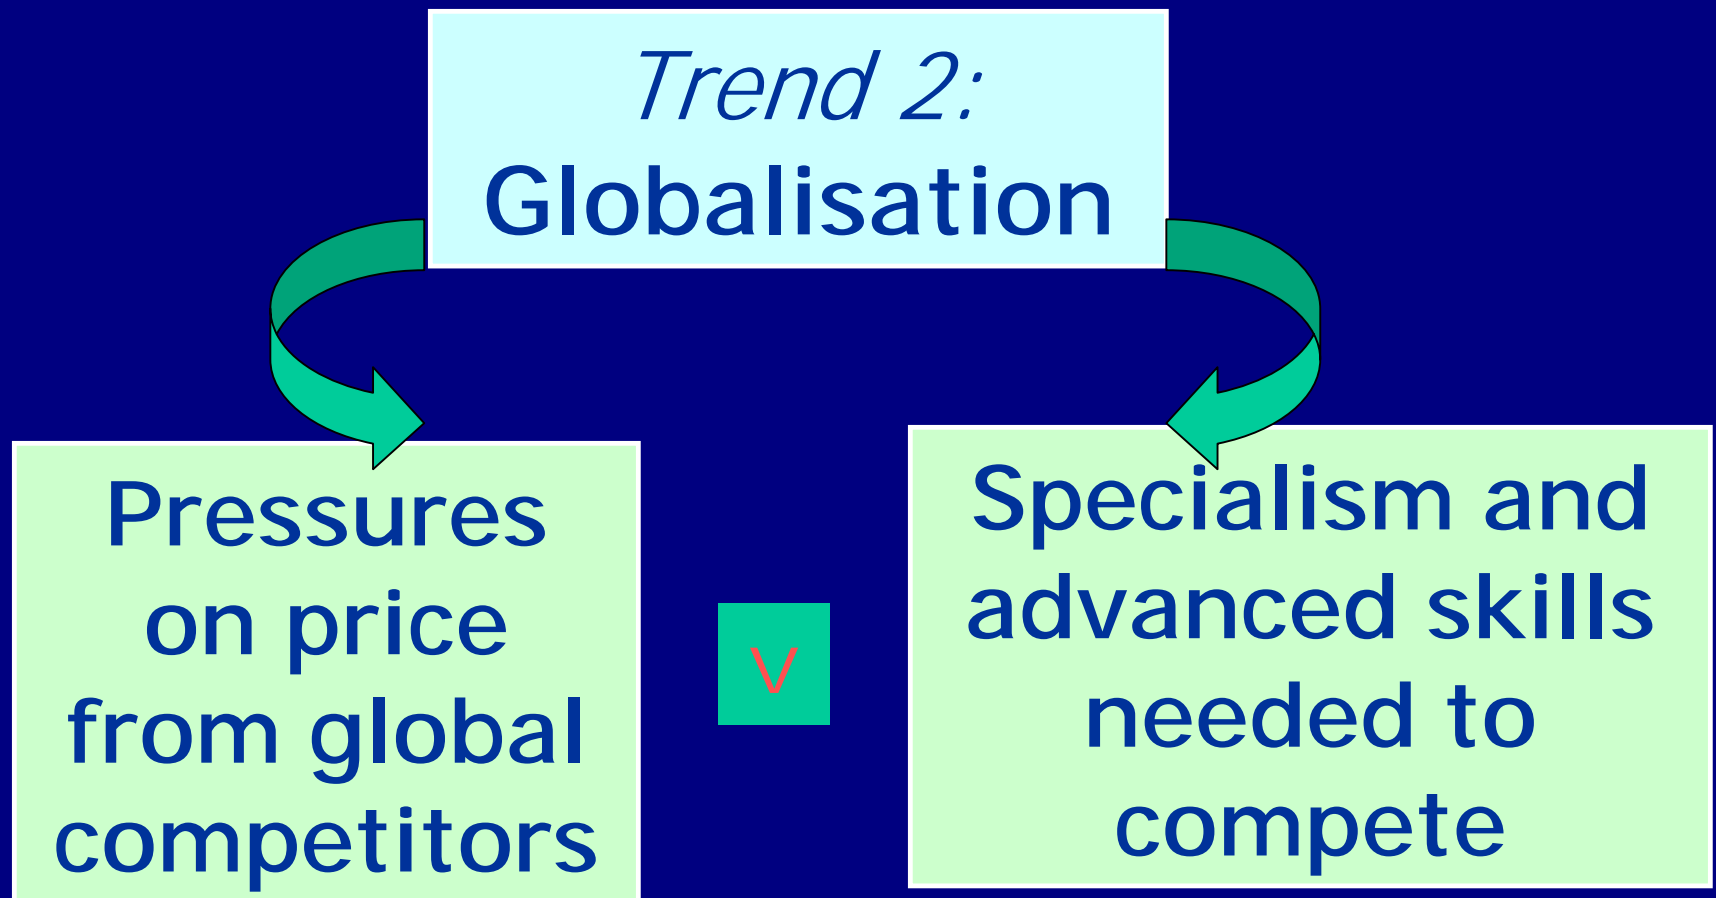 Trend 2:
Globalisation
Pressures
on price
from global
competitors
V
Specialism and
advanced skills
needed to
compete